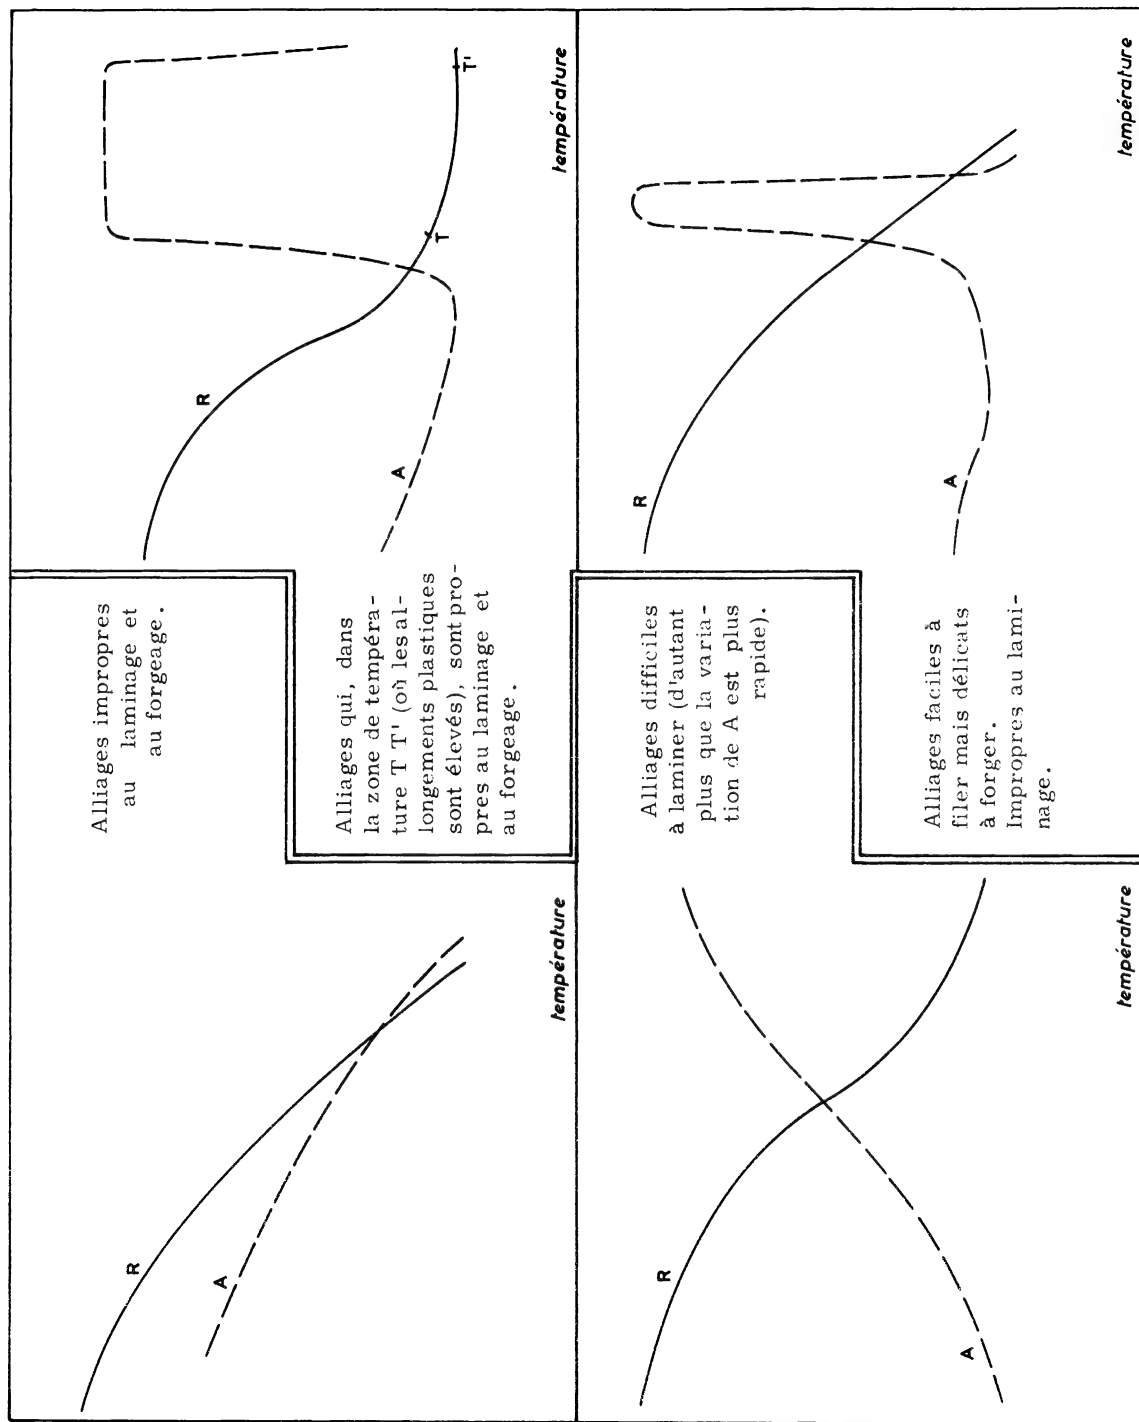 R
A
température
Alliages impropres
au laminage et
au forgeage.
Alliages qui, dans
la zone de tempéra-
ture T T' (où les al-
longements plastiques
sont élevés), sont pro-
pres au laminage et
au forgeage.
R
A
T
T'
température
R
A
température
Alliages difficiles
à laminer (d'autant
plus que la varia-
tion de A est plus
rapide).
Alliages faciles à
filer mais délicats
à forger.
Impropres au lami-
nage.
R
A
température